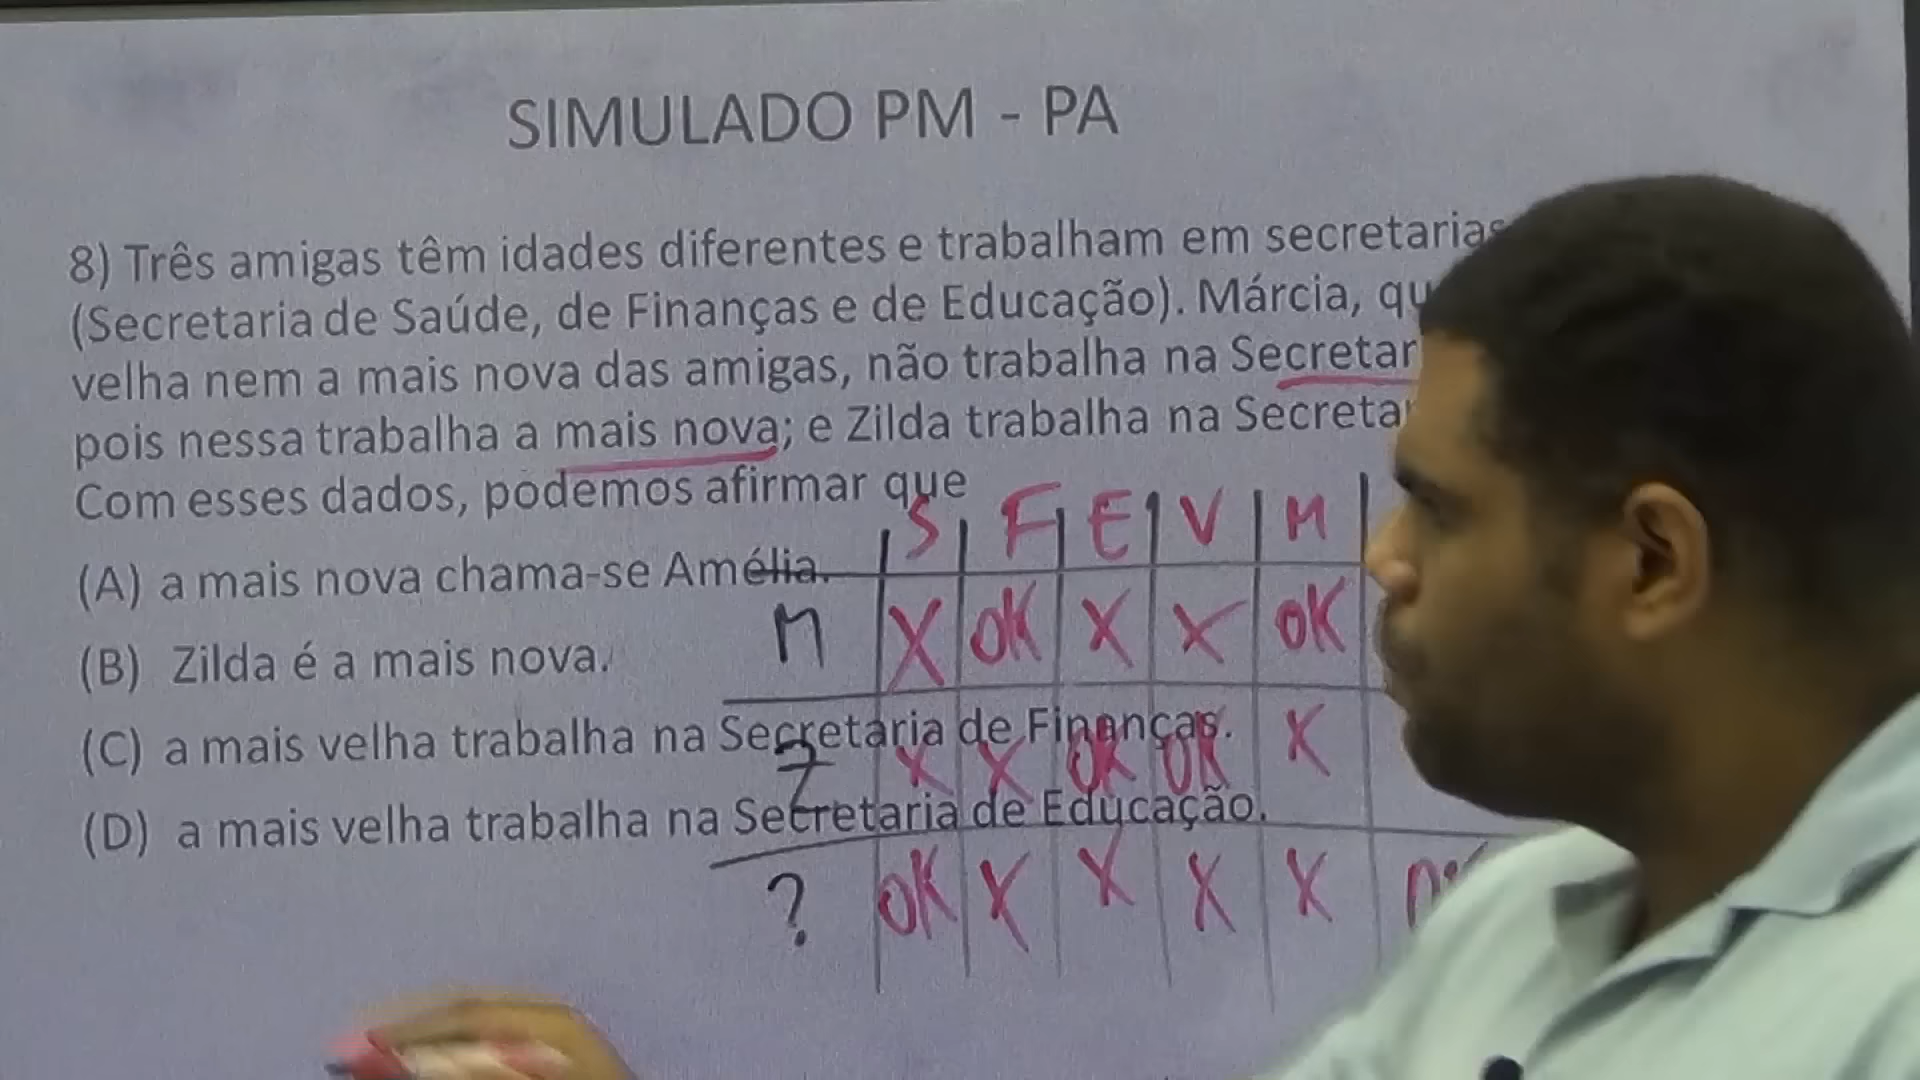 SIMULADO PM - PA
8) Três amigas têm idades diferentes e trabalham em secretarias
(Secretaria de Saúde, de Finanças e de Educação). Márcia, qu
velha nem a mais nova das amigas, não trabalha na Secretar
pois nessa trabalha a mais nova; e Zilda trabalha na Secretar
Com esses dados, podemos afirmar que
S F E V M
(A) a mais nova chama-se Amélia.
M X OK X X OK
(B) Zilda é a mais nova.
(C) a mais velha trabalha na Secretaria de Finanças.
Z X X OK OK X
(D) a mais velha trabalha na Secretaria de Educação.
? OK X X X X